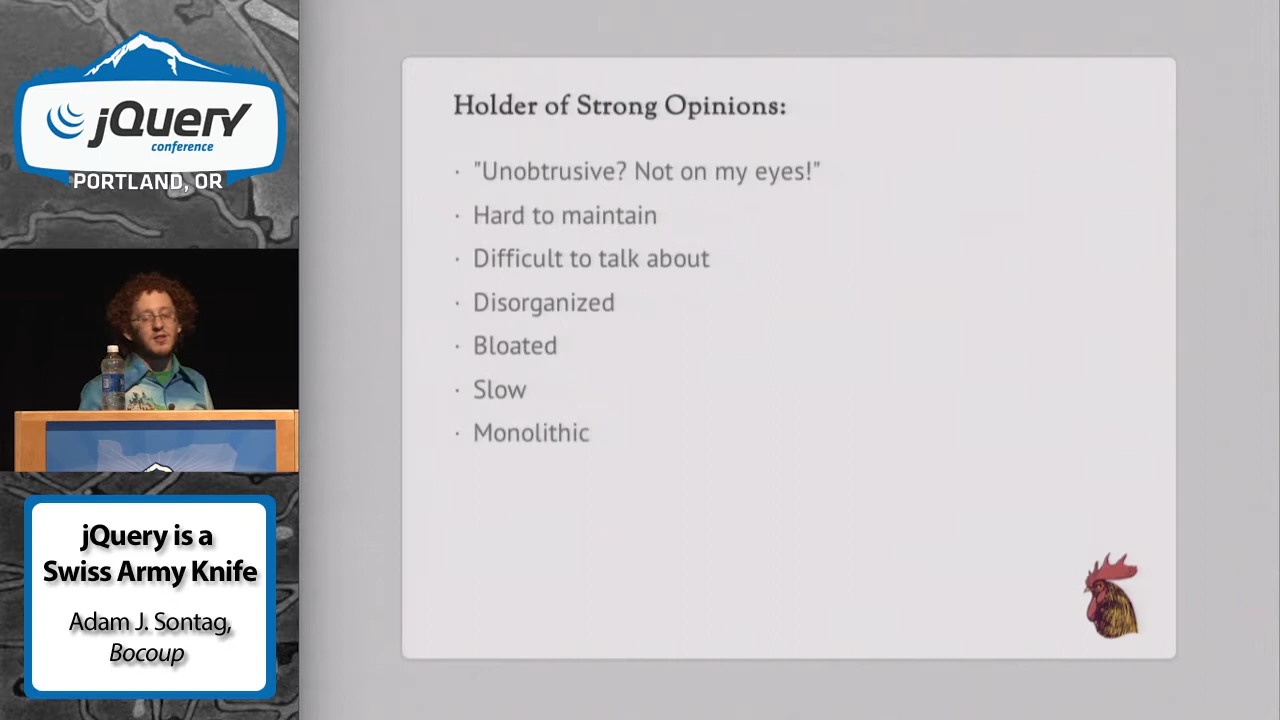 jQuery
conference
PORTLAND, OR
jQuery is a
Swiss Army Knife
Adam J. Sontag,
Bocoup
Holder of Strong Opinions:
· "Unobtrusive? Not on my eyes!"
· Hard to maintain
· Difficult to talk about
· Disorganized
· Bloated
· Slow
· Monolithic